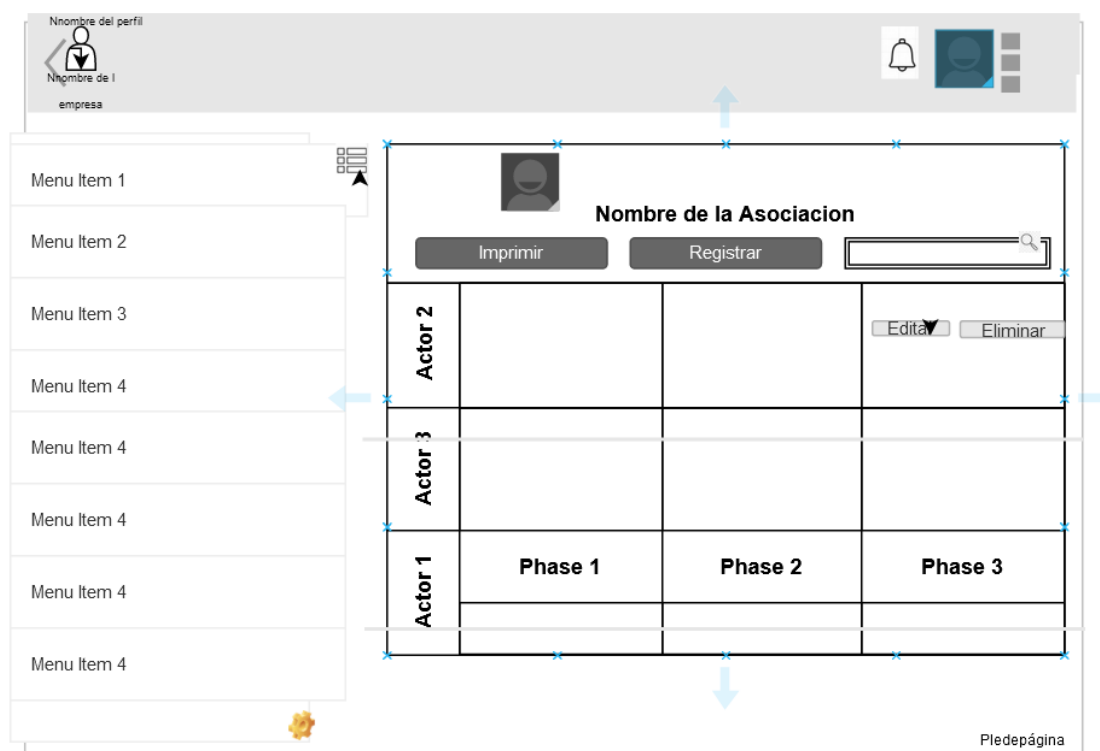 Nnombre del perfil
Nnombre de l
empresa
Menu Item 1
Menu Item 2
Menu Item 3
Menu Item 4
Menu Item 4
Menu Item 4
Menu Item 4
Menu Item 4
Nombre de la Asociacion
Imprimir
Registrar
Actor 2
Editar
Eliminar
Actor 3
Actor 1
Phase 1
Phase 2
Phase 3
Piedepágina